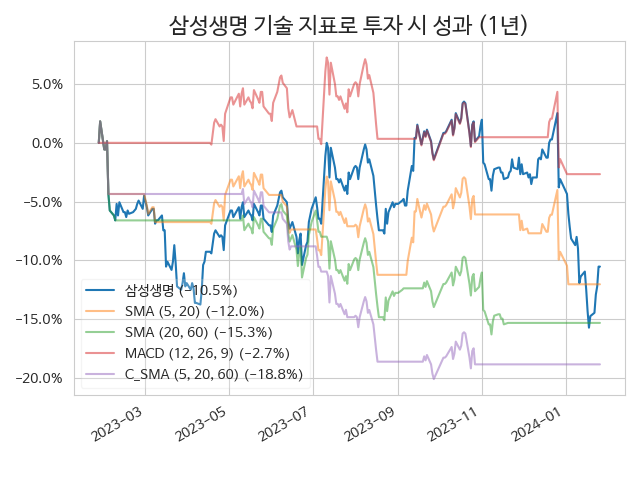 삼성생명 기술 지표로 투자 시 성과 (1년)
5.0%
0.0%
−5.0%
−10.0%
−15.0%
−20.0%
삼성생명 (−10.5%)
SMA (5, 20) (−12.0%)
SMA (20, 60) (−15.3%)
MACD (12, 26, 9) (−2.7%)
C_SMA (5, 20, 60) (−18.8%)
2023−03
2023−05
2023−07
2023−09
2023−11
2024−01